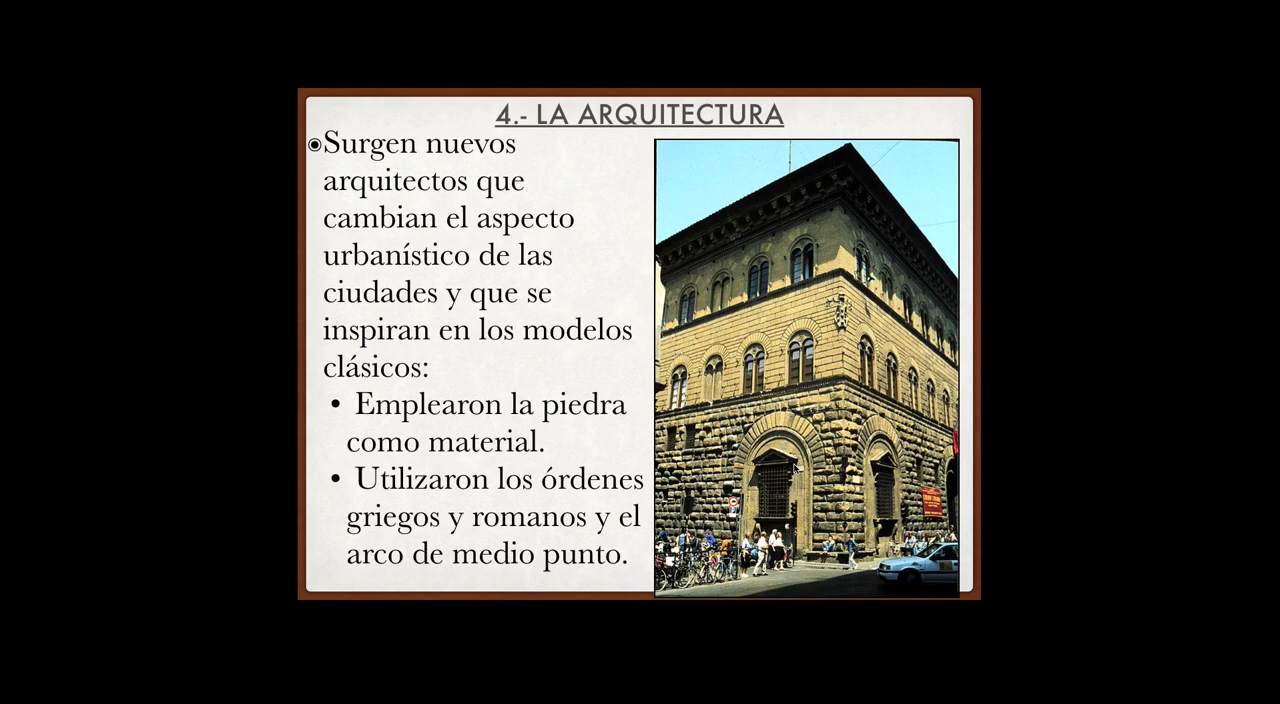 4.- LA ARQUITECTURA
Surgen nuevos
arquitectos que
cambian el aspecto
urbanístico de las
ciudades y que se
inspiran en los modelos
clásicos:
• Emplearon la piedra
como material.
• Utilizaron los órdenes
griegos y romanos y el
arco de medio punto.